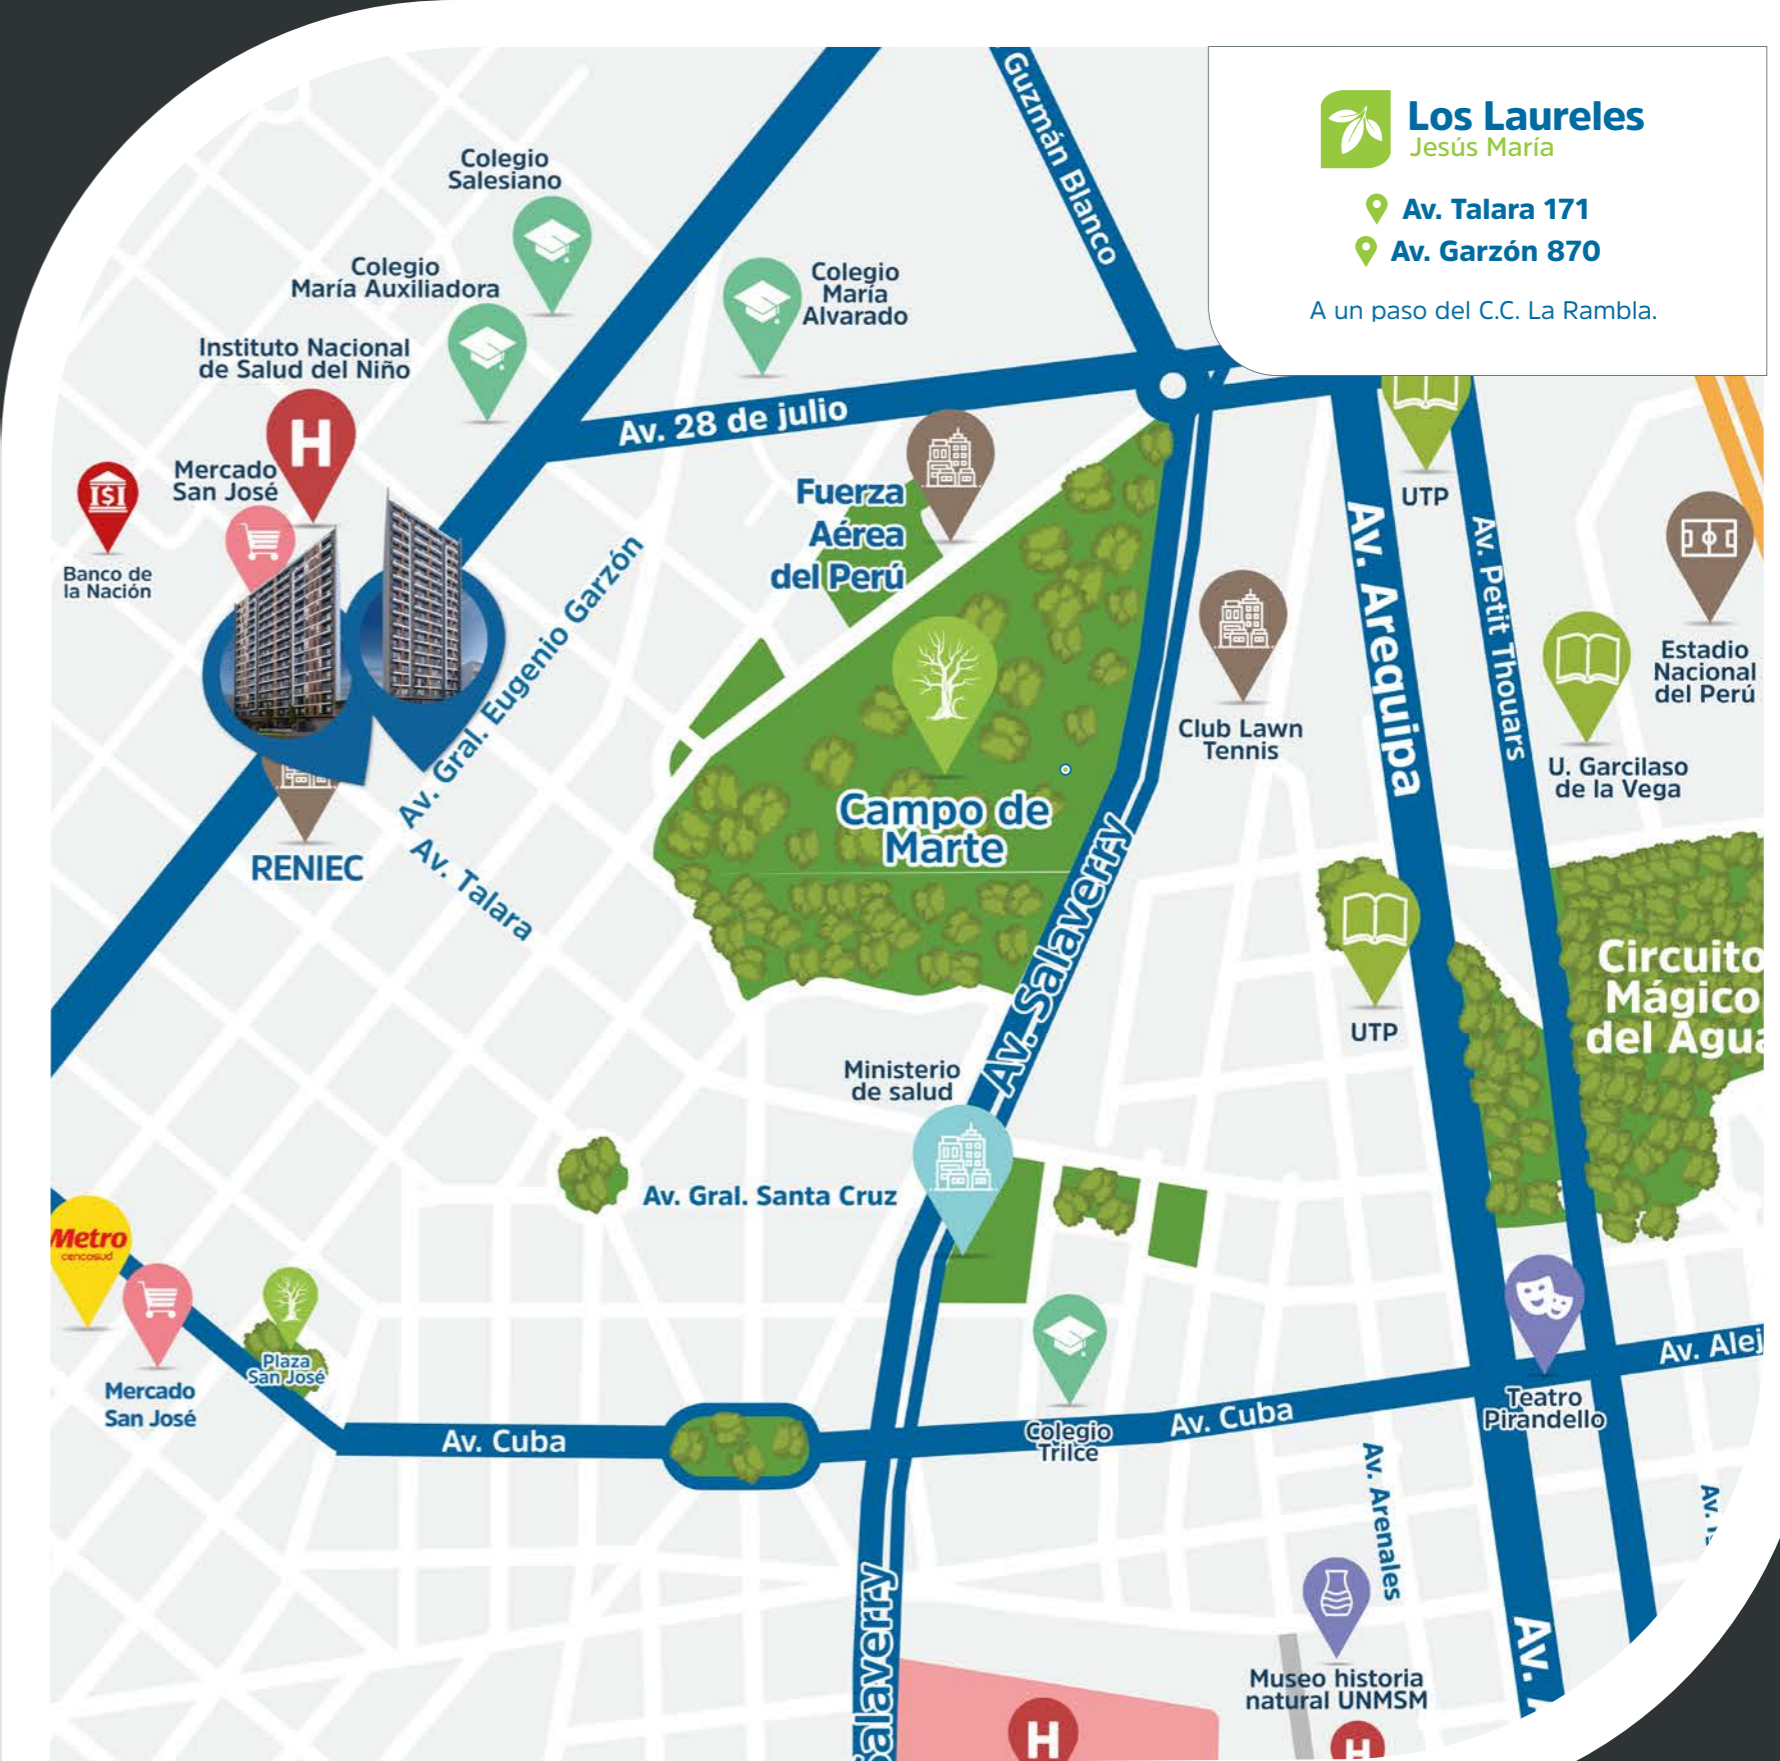 Los Laureles
Jesús María
Av. Talara 171
Av. Garzón 870
A un paso del C.C. La Rambla.
Guzmán Blanco
Colegio
Salesiano
Colegio
María Auxiliadora
Colegio
María
Alvarado
Instituto Nacional
de Salud del Niño
H
Av. 28 de julio
Mercado
San José
Banco de
la Nación
Fuerza
Aérea
del Perú
UTP
Av. Arequipa
Av. Petit Thouars
Estadio
Nacional
del Perú
Club Lawn
Tennis
U. Garcilaso
de la Vega
Av. Gral. Eugenio Garzón
Campo de
Marte
RENIEC
Av. Talara
Av. Salaverry
UTP
Circuito
Mágico
del Agua
Ministerio
de salud
Av. Gral. Santa Cruz
Metro
cencosud
Mercado
San José
Plaza
San José
Av. Cuba
Colegio
Trilce
Av. Cuba
Teatro
Pirandello
Av. Alej
Av. Arenales
Av.
Salaverry
Museo historia
natural UNMSM
Av.
H
H